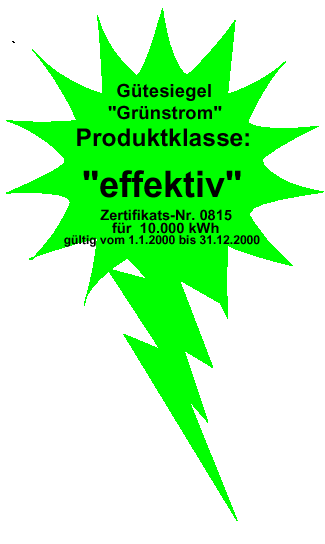 Gütesiegel
"Grünstrom"
Produktklasse:
"effektiv"
Zertifikats-Nr. 0815
für 10.000 kWh
gültig vom 1.1.2000 bis 31.12.2000